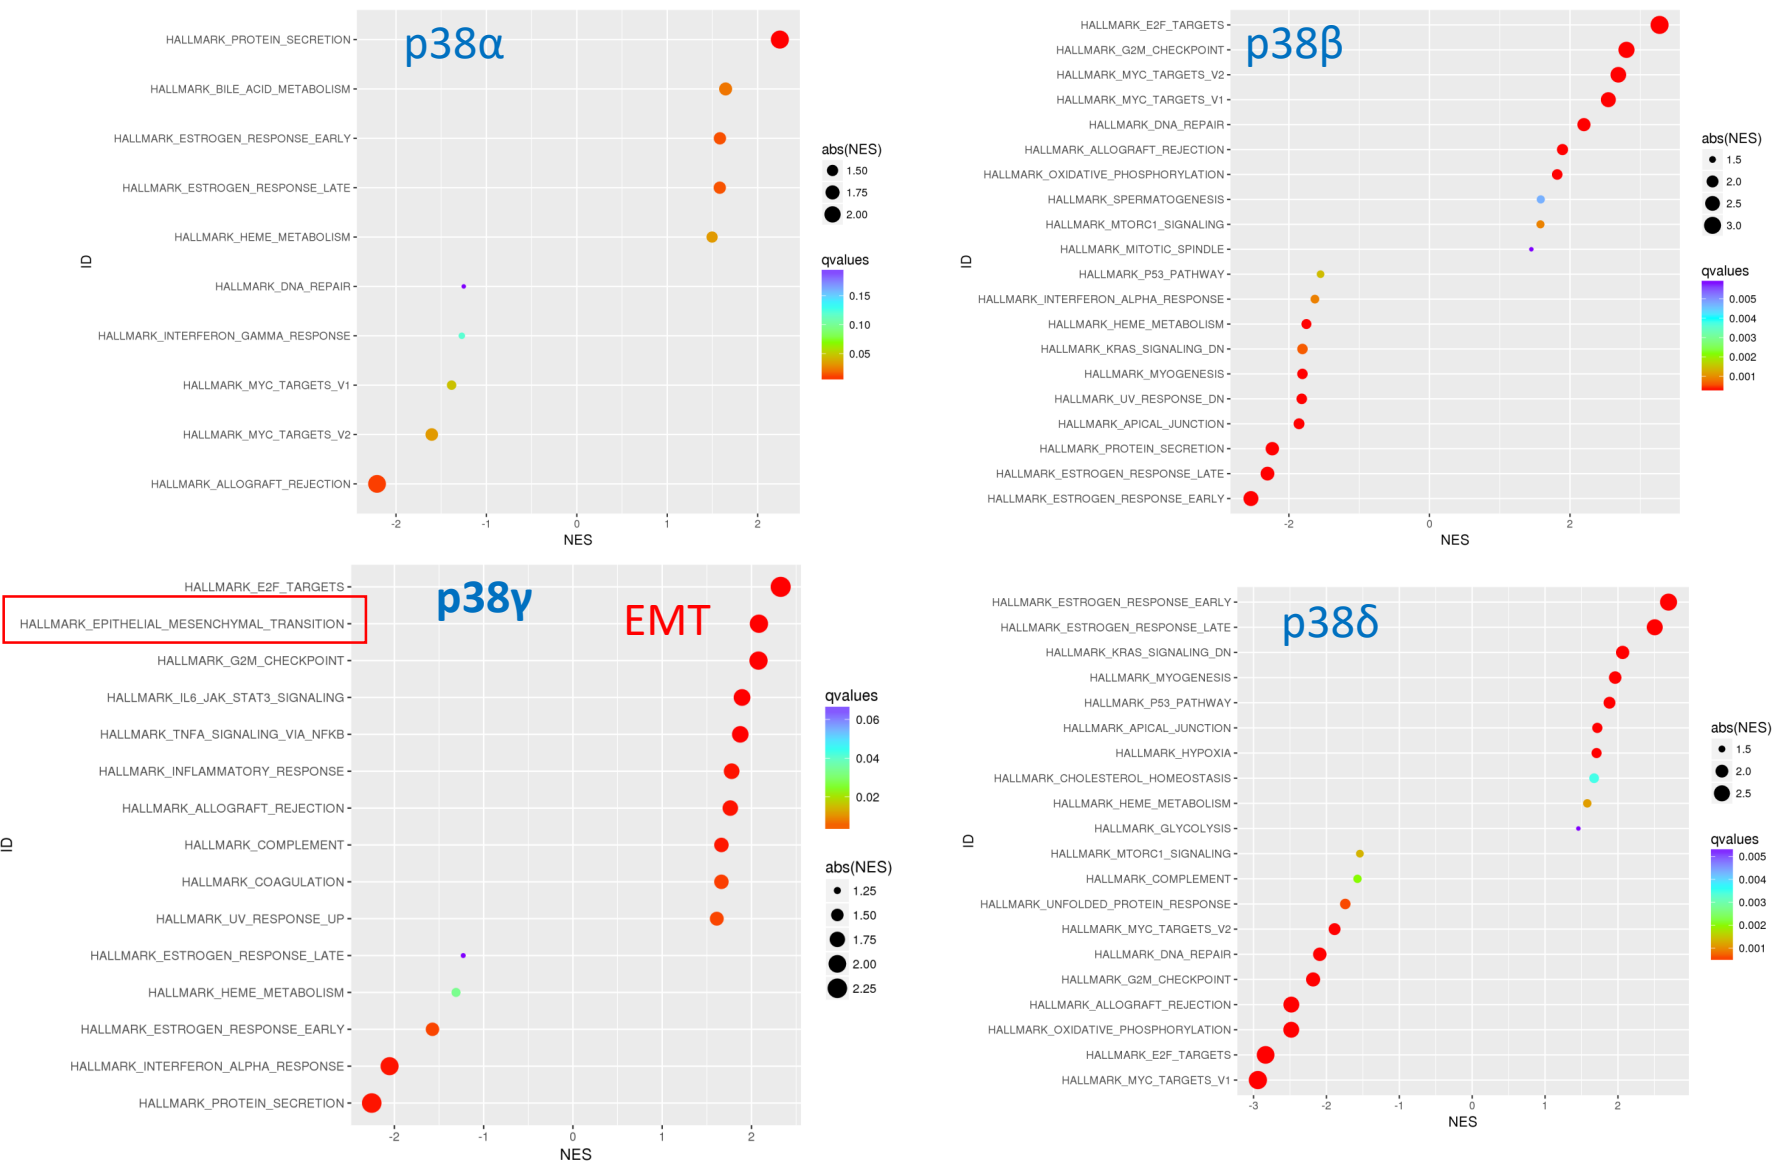 p38α
HALLMARK_PROTEIN_SECRETION
HALLMARK_BILE_ACID_METABOLISM
HALLMARK_ESTROGEN_RESPONSE_EARLY
HALLMARK_ESTROGEN_RESPONSE_LATE
HALLMARK_HEME_METABOLISM
HALLMARK_DNA_REPAIR
HALLMARK_INTERFERON_GAMMA_RESPONSE
HALLMARK_MYC_TARGETS_V1
HALLMARK_MYC_TARGETS_V2
HALLMARK_ALLOGRAFT_REJECTION
ID
-2 -1 0 1 2
NES
abs(NES)
1.50
1.75
2.00
qvalues
0.15
0.10
0.05
p38β
HALLMARK_E2F_TARGETS
HALLMARK_G2M_CHECKPOINT
HALLMARK_MYC_TARGETS_V2
HALLMARK_MYC_TARGETS_V1
HALLMARK_DNA_REPAIR
HALLMARK_ALLOGRAFT_REJECTION
HALLMARK_OXIDATIVE_PHOSPHORYLATION
HALLMARK_SPERMATOGENESIS
HALLMARK_MTORC1_SIGNALING
HALLMARK_MITOTIC_SPINDLE
HALLMARK_P53_PATHWAY
HALLMARK_INTERFERON_ALPHA_RESPONSE
HALLMARK_HEME_METABOLISM
HALLMARK_KRAS_SIGNALING_DN
HALLMARK_MYOGENESIS
HALLMARK_UV_RESPONSE_DN
HALLMARK_APICAL_JUNCTION
HALLMARK_PROTEIN_SECRETION
HALLMARK_ESTROGEN_RESPONSE_LATE
HALLMARK_ESTROGEN_RESPONSE_EARLY
ID
-2 0 2
NES
abs(NES)
1.5
2.0
2.5
3.0
qvalues
0.005
0.004
0.003
0.002
0.001
p38γ
EMT
HALLMARK_E2F_TARGETS
HALLMARK_EPITHELIAL_MESENCHYMAL_TRANSITION
HALLMARK_G2M_CHECKPOINT
HALLMARK_IL6_JAK_STAT3_SIGNALING
HALLMARK_TNFA_SIGNALING_VIA_NFKB
HALLMARK_INFLAMMATORY_RESPONSE
HALLMARK_ALLOGRAFT_REJECTION
HALLMARK_COMPLEMENT
HALLMARK_COAGULATION
HALLMARK_UV_RESPONSE_UP
HALLMARK_ESTROGEN_RESPONSE_LATE
HALLMARK_HEME_METABOLISM
HALLMARK_ESTROGEN_RESPONSE_EARLY
HALLMARK_INTERFERON_ALPHA_RESPONSE
HALLMARK_PROTEIN_SECRETION
ID
-2 -1 0 1 2
NES
qvalues
0.06
0.04
0.02
abs(NES)
1.25
1.50
1.75
2.00
2.25
p38δ
HALLMARK_ESTROGEN_RESPONSE_EARLY
HALLMARK_ESTROGEN_RESPONSE_LATE
HALLMARK_KRAS_SIGNALING_DN
HALLMARK_MYOGENESIS
HALLMARK_P53_PATHWAY
HALLMARK_APICAL_JUNCTION
HALLMARK_HYPOXIA
HALLMARK_CHOLESTEROL_HOMEOSTASIS
HALLMARK_HEME_METABOLISM
HALLMARK_GLYCOLYSIS
HALLMARK_MTORC1_SIGNALING
HALLMARK_COMPLEMENT
HALLMARK_UNFOLDED_PROTEIN_RESPONSE
HALLMARK_MYC_TARGETS_V2
HALLMARK_DNA_REPAIR
HALLMARK_G2M_CHECKPOINT
HALLMARK_ALLOGRAFT_REJECTION
HALLMARK_OXIDATIVE_PHOSPHORYLATION
HALLMARK_E2F_TARGETS
HALLMARK_MYC_TARGETS_V1
ID
-3 -2 -1 0 1 2
NES
abs(NES)
1.5
2.0
2.5
qvalues
0.005
0.004
0.003
0.002
0.001